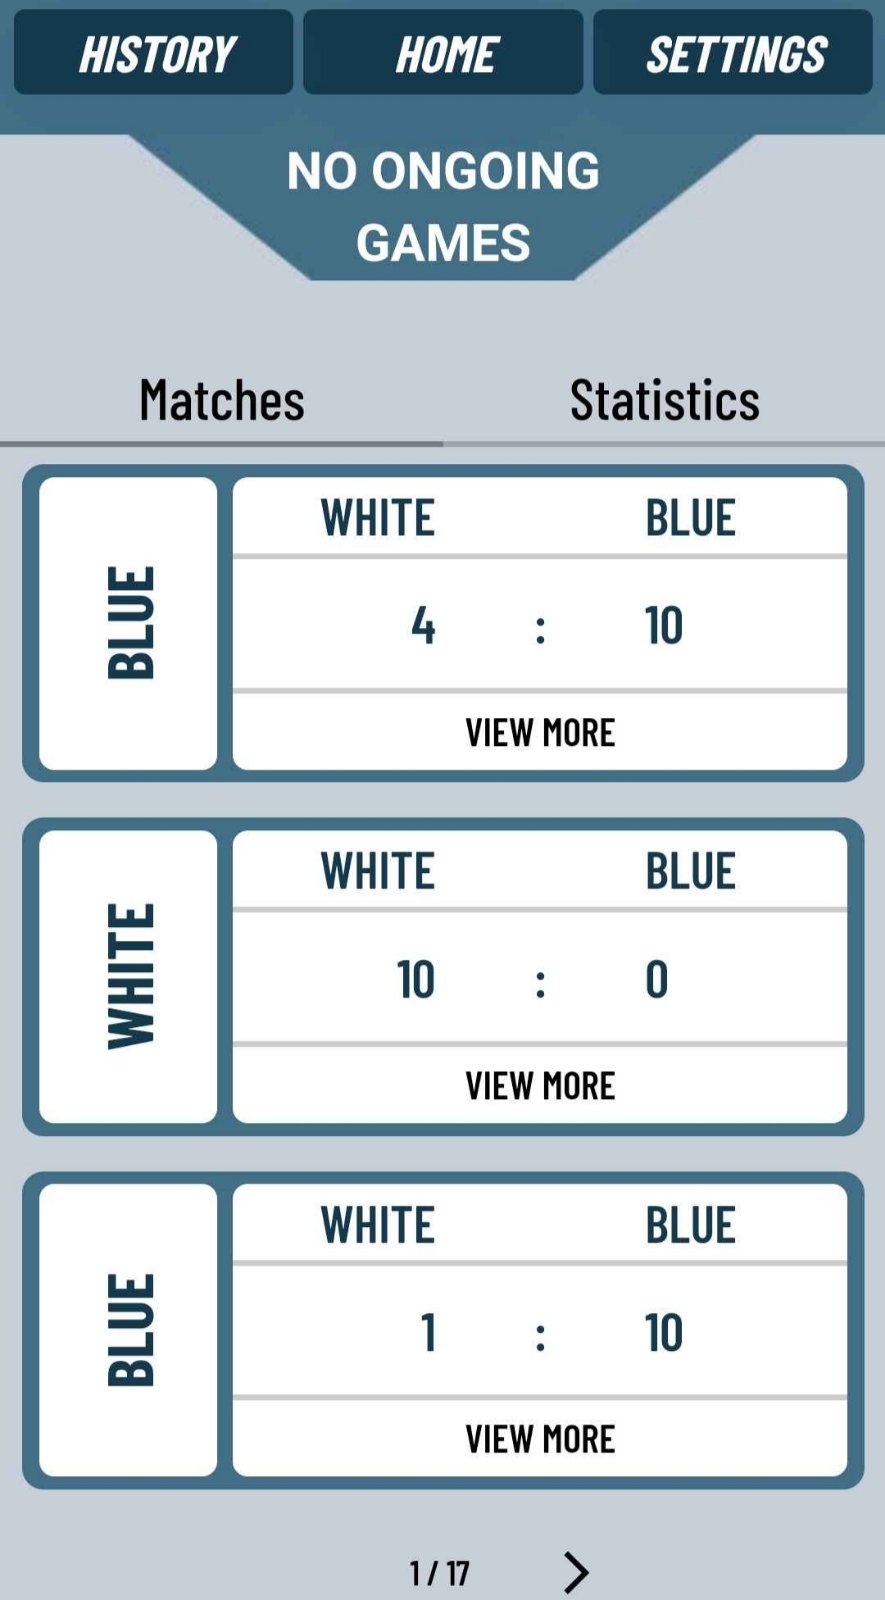 HISTORY HOME SETTINGS
NO ONGOING
GAMES
Matches Statistics
BLUE
WHITE BLUE
4 : 10
VIEW MORE
WHITE
WHITE BLUE
10 : 0
VIEW MORE
BLUE
WHITE BLUE
1 : 10
VIEW MORE
1 / 17